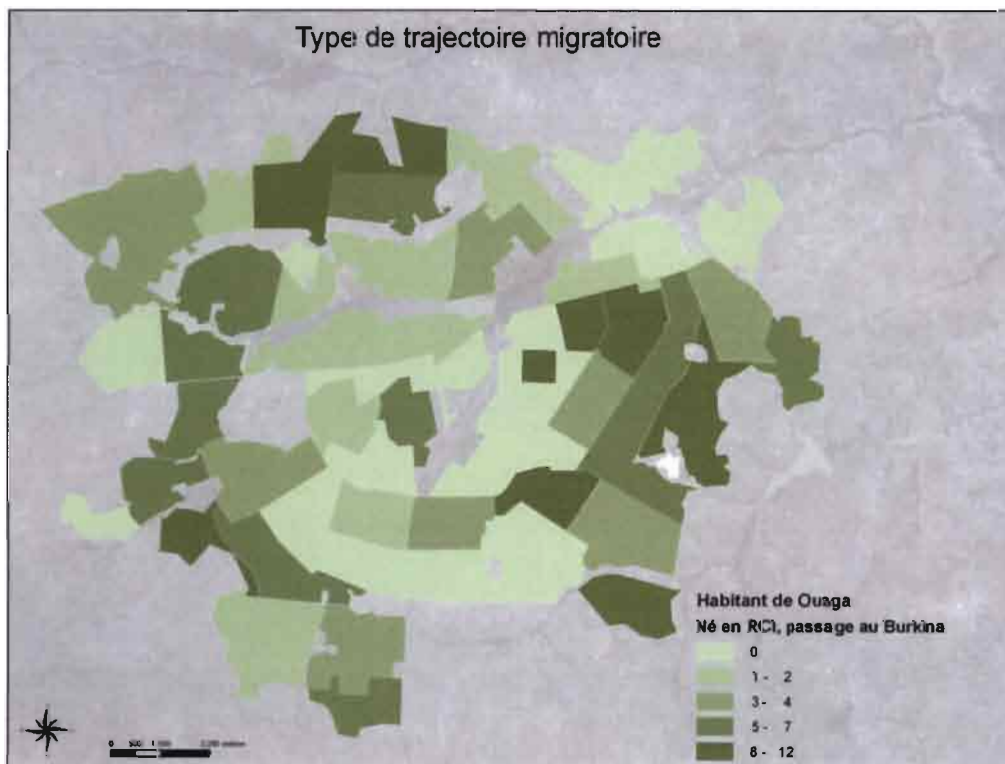 Type de trajectoire migratoire
Habitant de Ouaga
Né en RCI, passage au Burkina
0
1 - 2
3 - 4
5 - 7
8 - 12
0